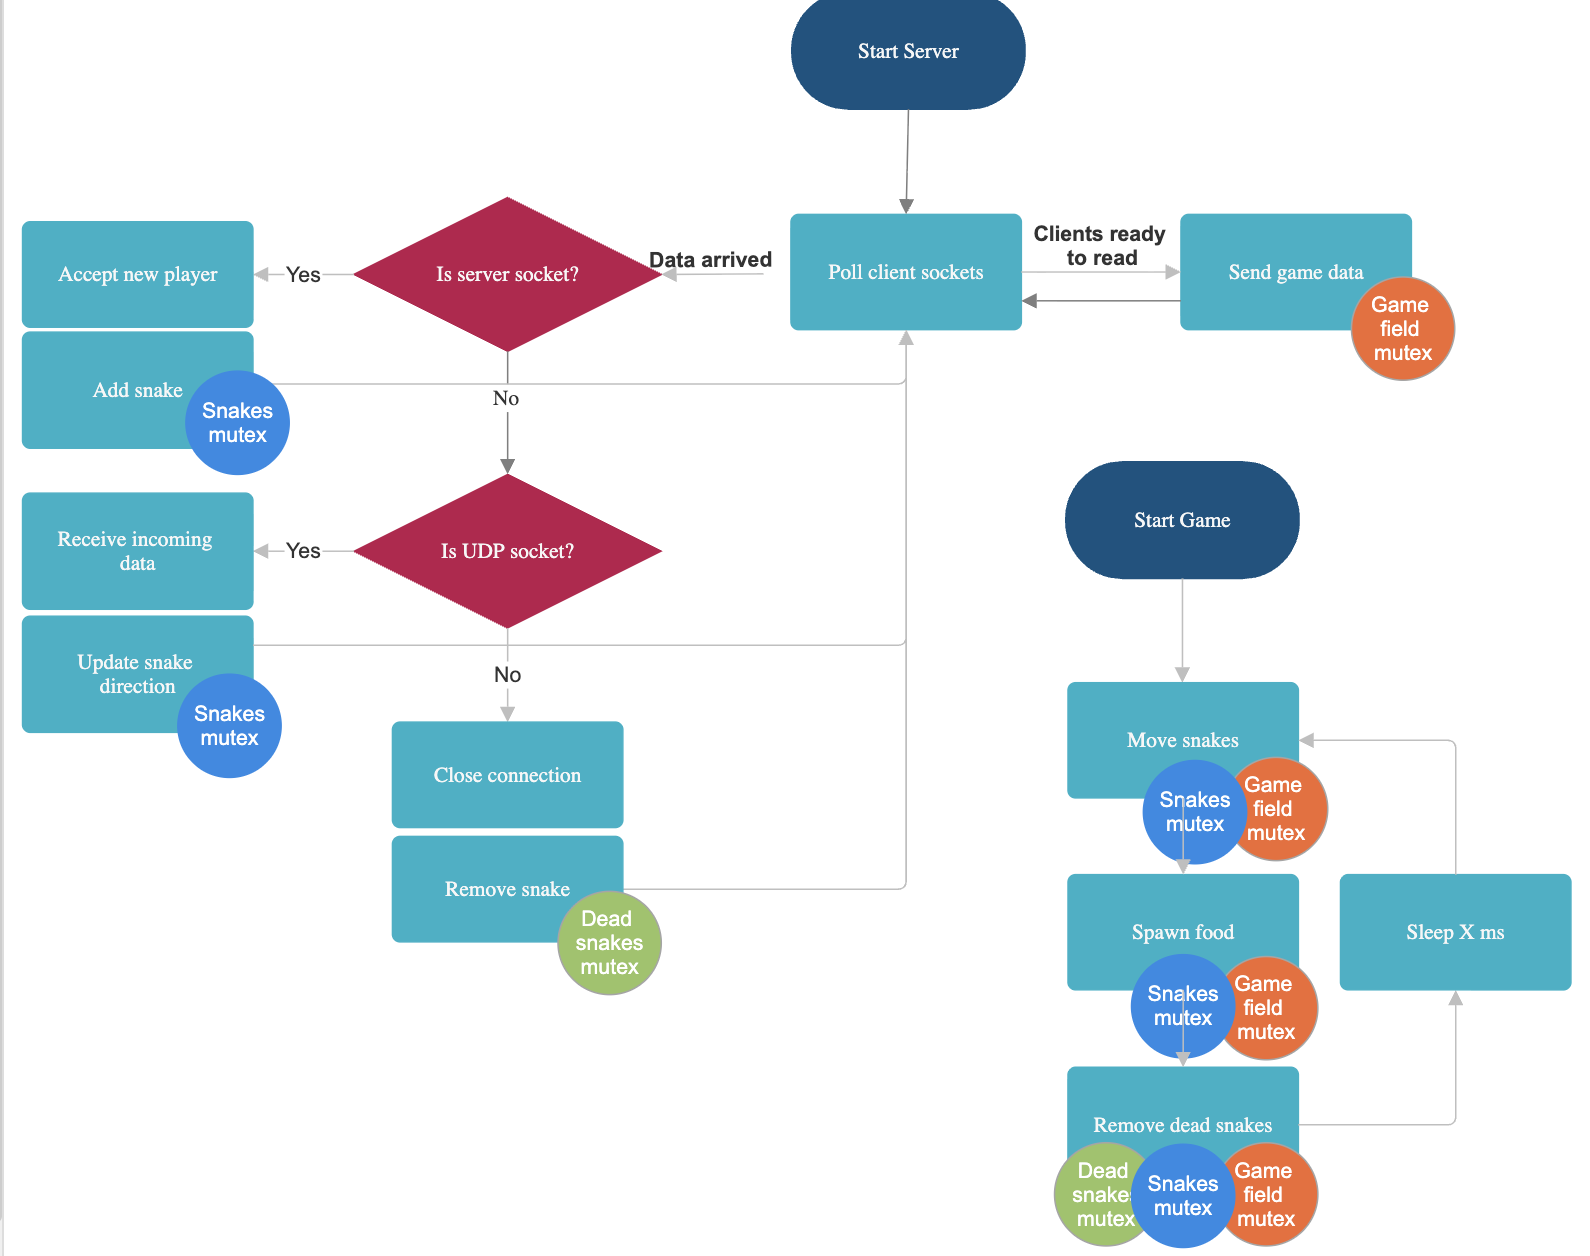 Start Server
Accept new player
Yes
Is server socket?
Data arrived
Poll client sockets
Clients ready
to read
Send game data
Game
field
mutex
Add snake
Snakes
mutex
No
Receive incoming
data
Yes
Is UDP socket?
Update snake
direction
Snakes
mutex
No
Close connection
Remove snake
Dead
snakes
mutex
Start Game
Move snakes
Snakes
mutex
Game
field
mutex
Spawn food
Snakes
mutex
Game
field
mutex
Sleep X ms
Remove dead snakes
Dead
snakes
mutex
Snakes
mutex
Game
field
mutex